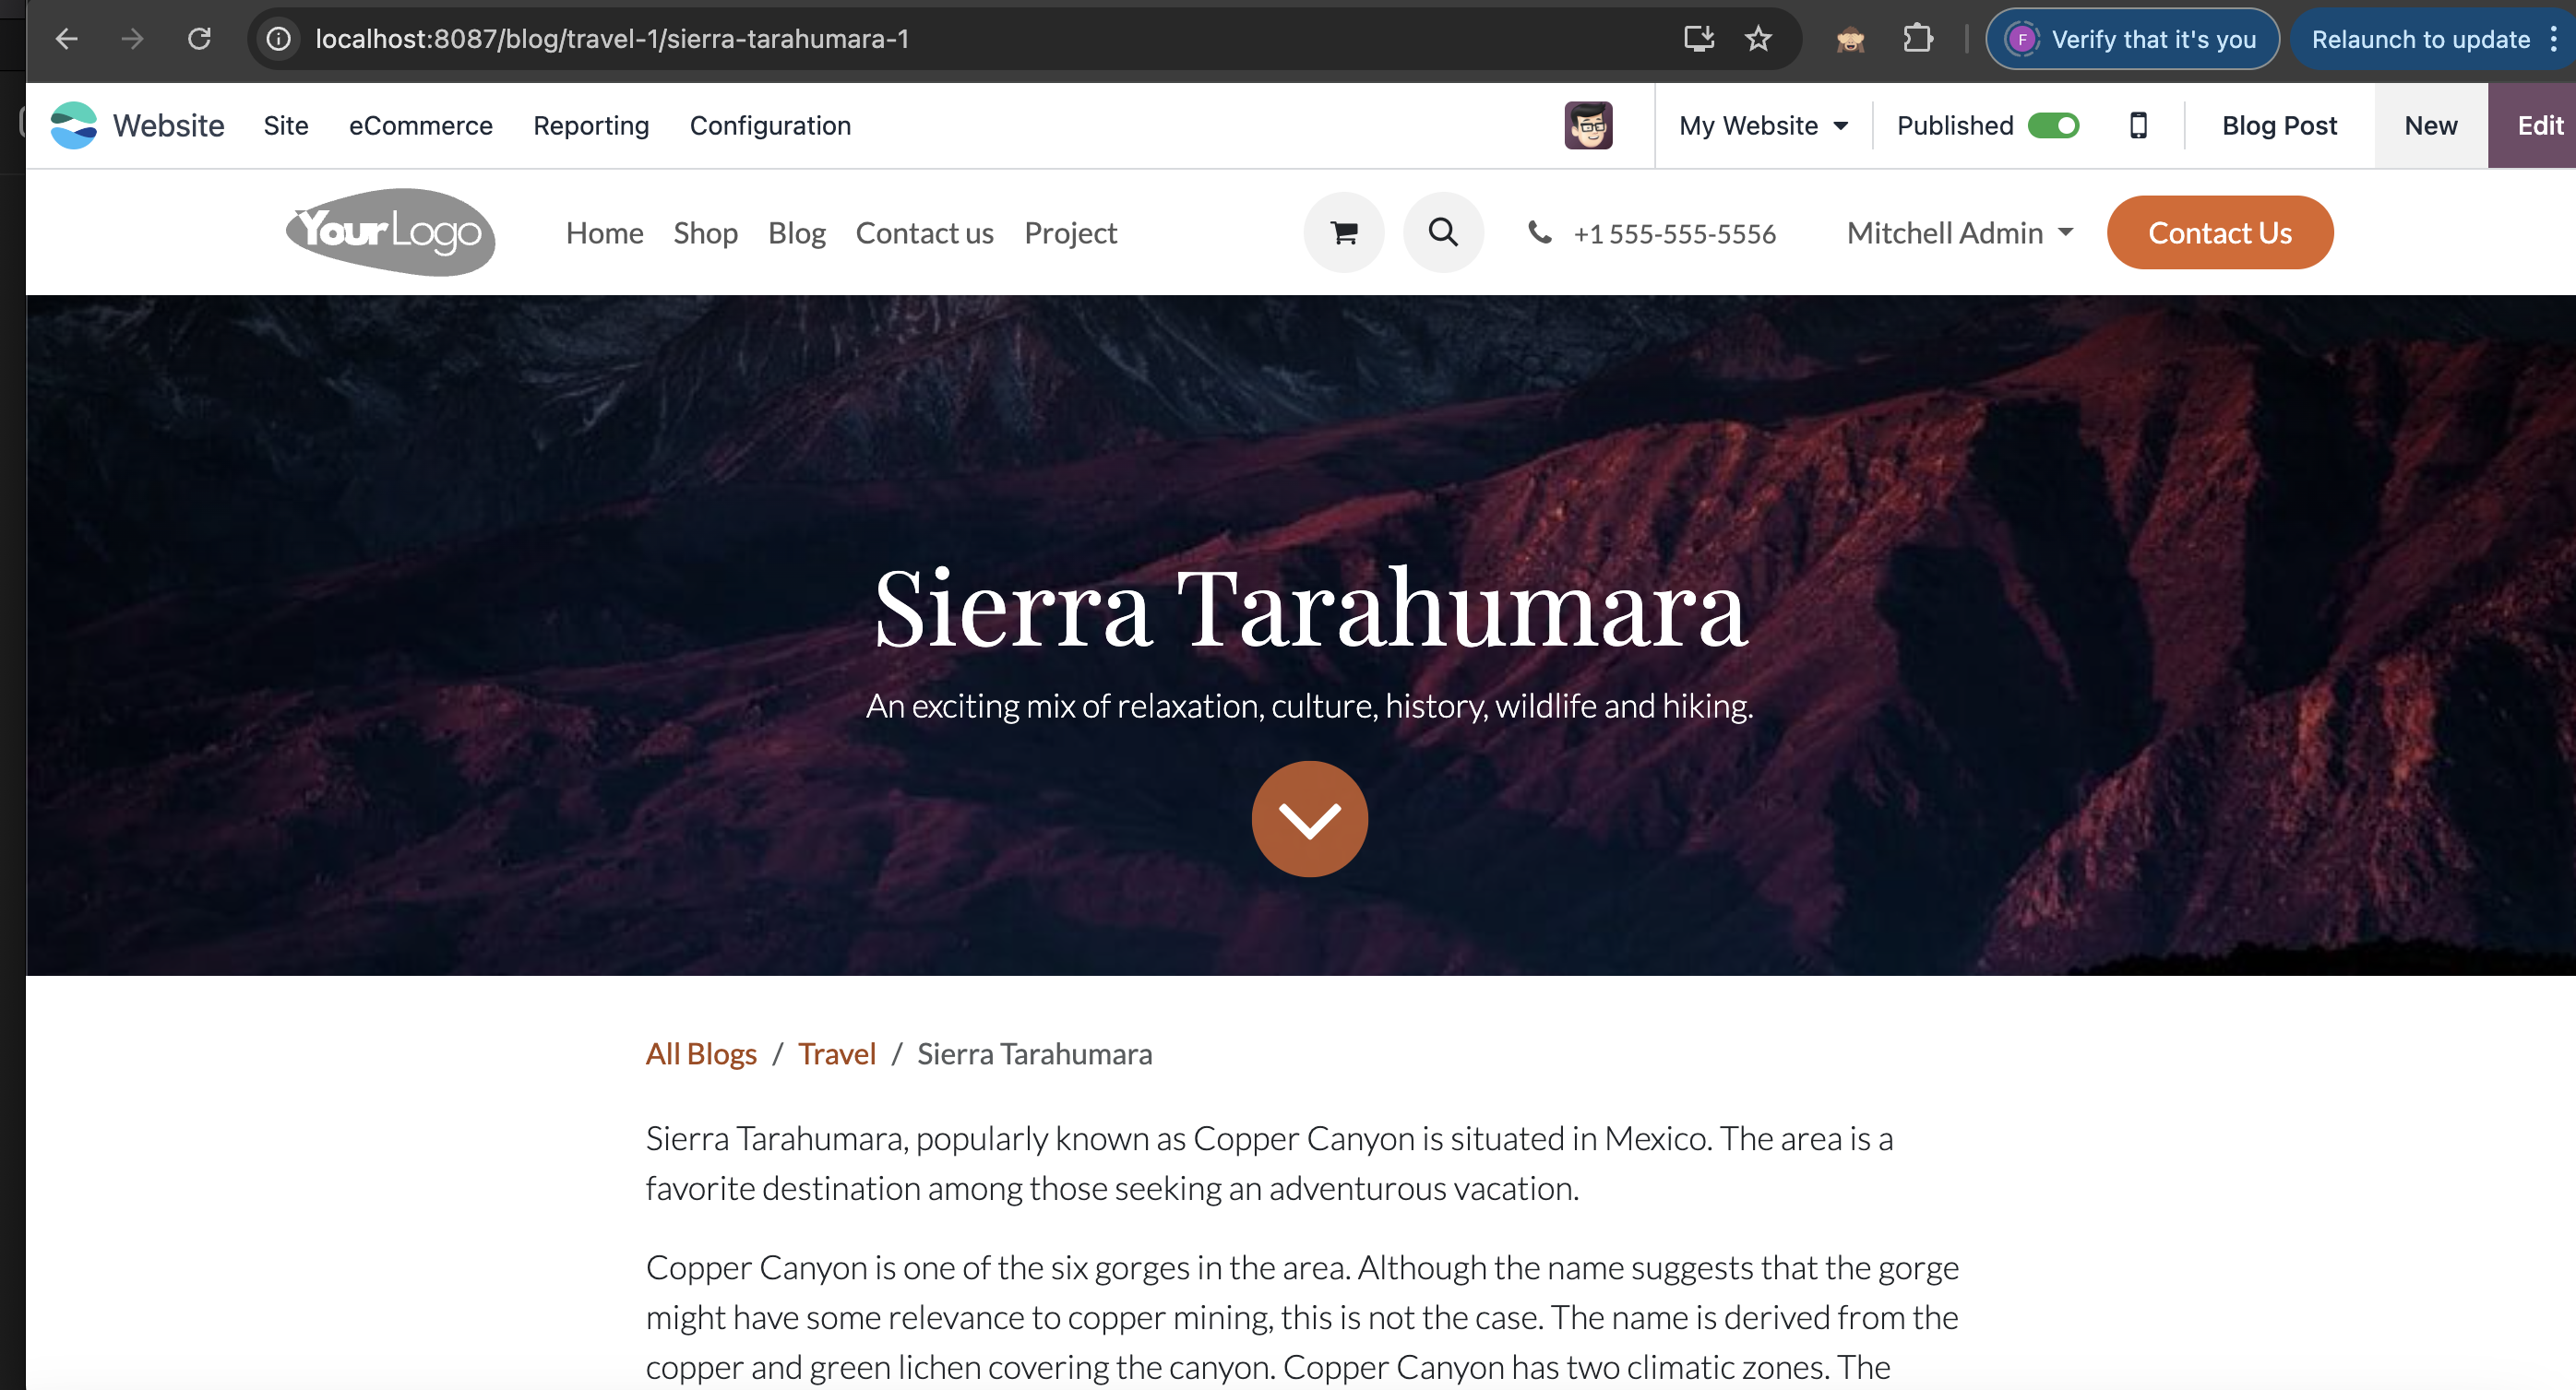 localhost:8087/blog/travel-1/sierra-tarahumara-1
F Verify that it's you
Relaunch to update
Website Site eCommerce Reporting Configuration
My Website Published Blog Post New Edit
YourLogo
Home Shop Blog Contact us Project
+1 555-555-5556
Mitchell Admin
Contact Us
Sierra Tarahumara
An exciting mix of relaxation, culture, history, wildlife and hiking.
All Blogs / Travel / Sierra Tarahumara
Sierra Tarahumara, popularly known as Copper Canyon is situated in Mexico. The area is a
favorite destination among those seeking an adventurous vacation.
Copper Canyon is one of the six gorges in the area. Although the name suggests that the gorge
might have some relevance to copper mining, this is not the case. The name is derived from the
copper and green lichen covering the canyon. Copper Canyon has two climatic zones. The